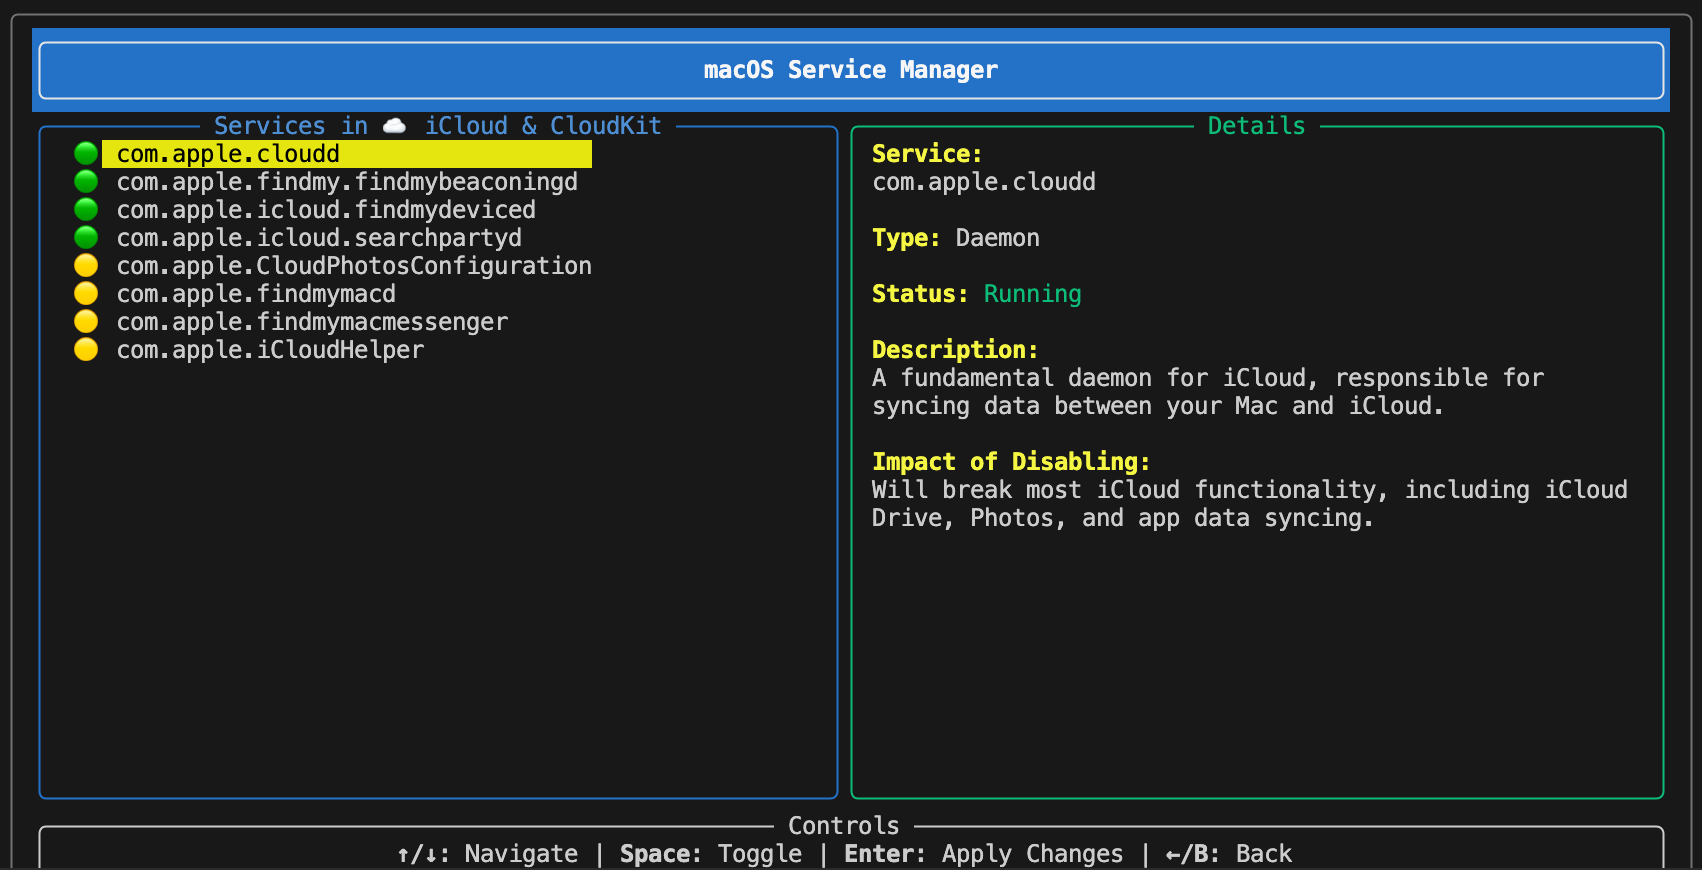 macOS Service Manager
Services in ☁️ iCloud & CloudKit
com.apple.cloudd
com.apple.findmy.findmybeaconingd
com.apple.icloud.findmydeviced
com.apple.icloud.searchpartyd
com.apple.CloudPhotosConfiguration
com.apple.findmymacd
com.apple.findmymacmessenger
com.apple.iCloudHelper
Details
Service:
com.apple.cloudd
Type: Daemon
Status: Running
Description:
A fundamental daemon for iCloud, responsible for
syncing data between your Mac and iCloud.
Impact of Disabling:
Will break most iCloud functionality, including iCloud
Drive, Photos, and app data syncing.
Controls
↑/↓: Navigate | Space: Toggle | Enter: Apply Changes | ←/B: Back